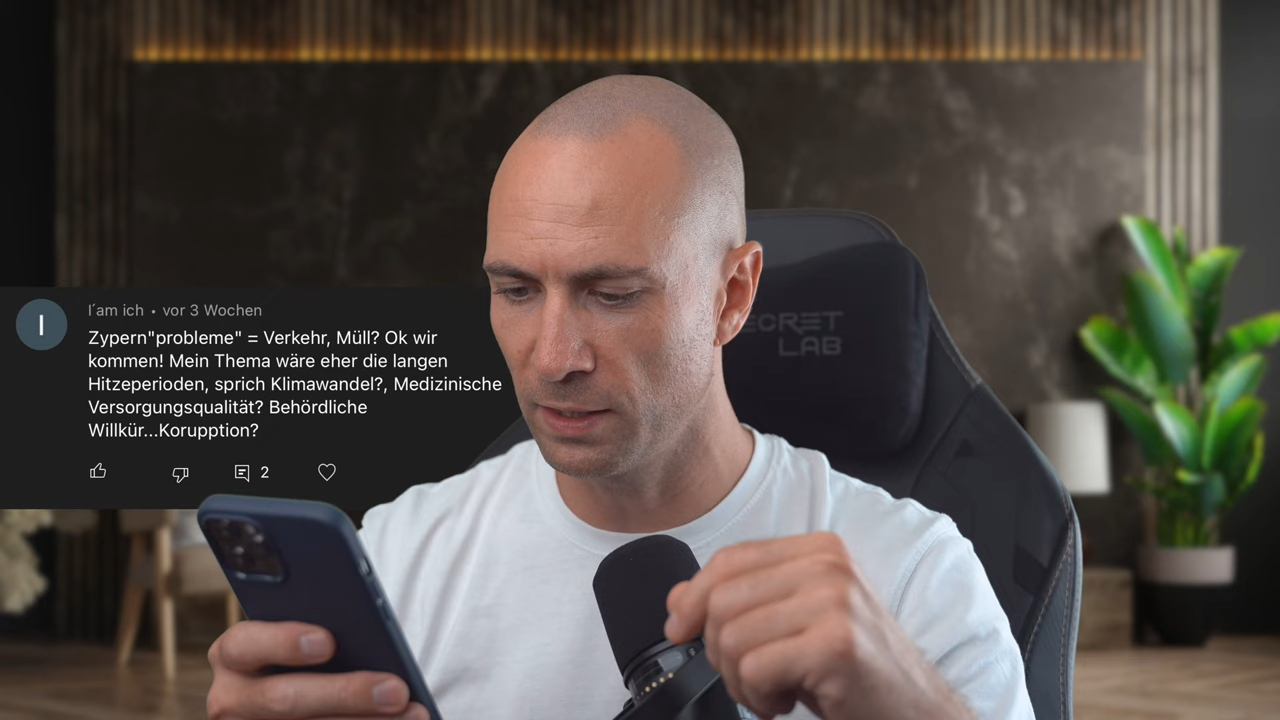 I
I´am ich • vor 3 Wochen
Zypern"probleme" = Verkehr, Müll? Ok wir
kommen! Mein Thema wäre eher die langen
Hitzeperioden, sprich Klimawandel?, Medizinische
Versorgungsqualität? Behördliche
Willkür...Korupption?
2
LAB